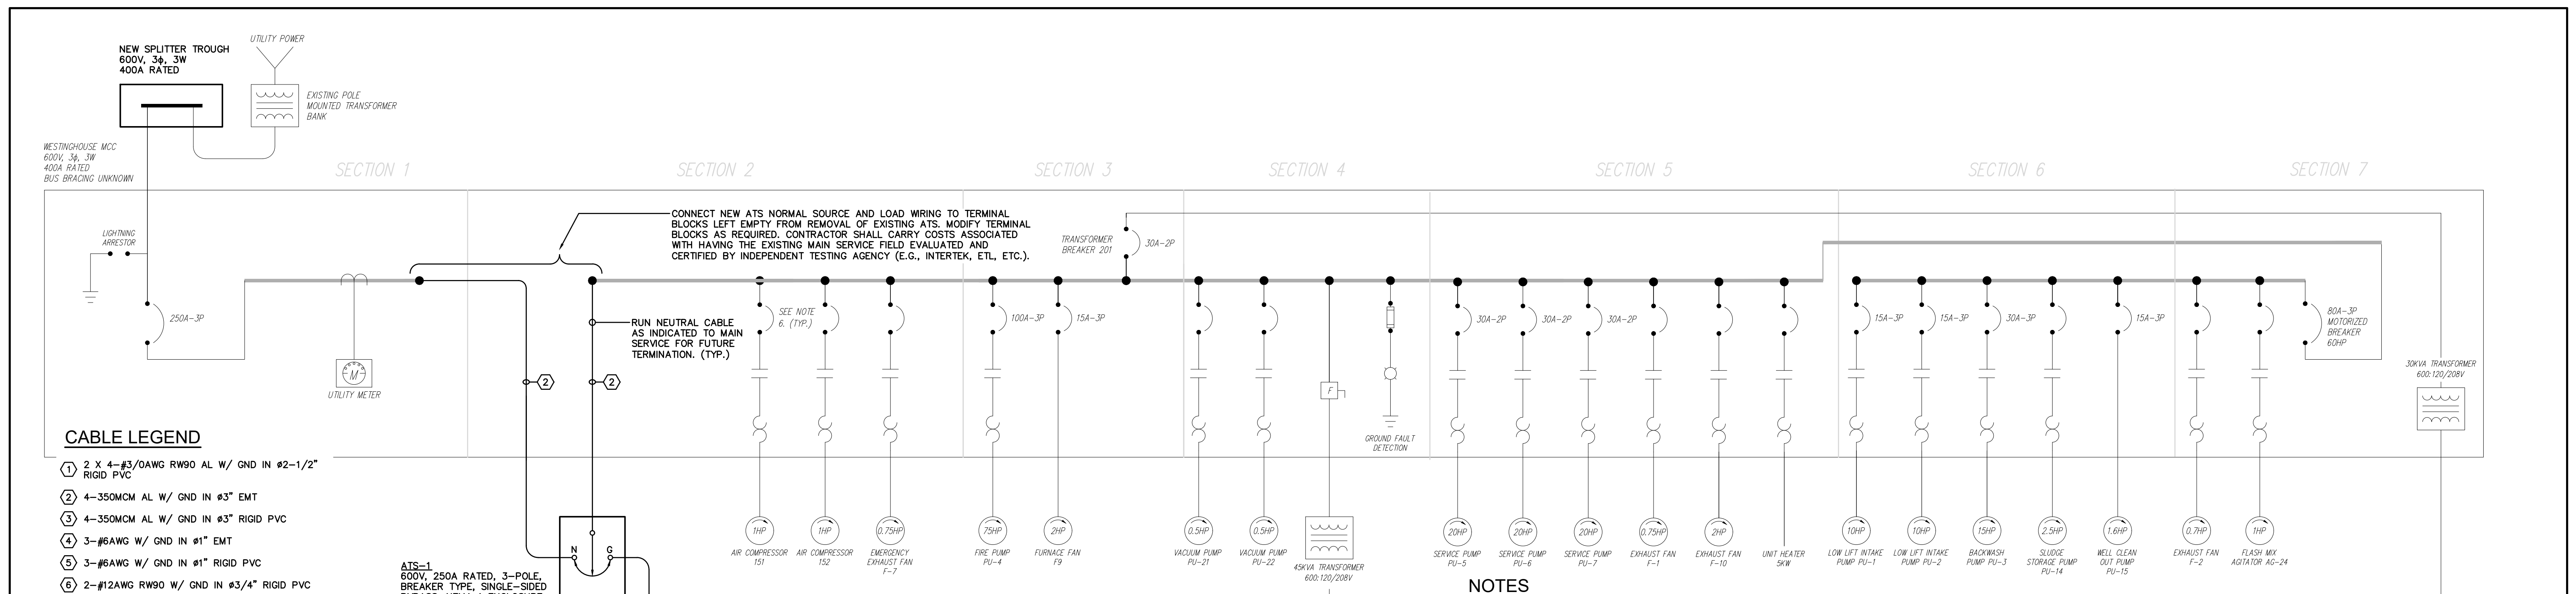 NEW SPLITTER TROUGH
600V, 3ϕ, 3W
400A RATED
UTILITY POWER
EXISTING POLE
MOUNTED TRANSFORMER
BANK
WESTINGHOUSE MCC
600V, 3ϕ, 3W
400A RATED
BUS BRACING UNKNOWN
SECTION 1
SECTION 2
SECTION 3
SECTION 4
SECTION 5
SECTION 6
SECTION 7
LIGHTNING
ARRESTOR
250A-3P
M
UTILITY METER
CONNECT NEW ATS NORMAL SOURCE AND LOAD WIRING TO TERMINAL
BLOCKS LEFT EMPTY FROM REMOVAL OF EXISTING ATS. MODIFY TERMINAL
BLOCKS AS REQUIRED. CONTRACTOR SHALL CARRY COSTS ASSOCIATED
WITH HAVING THE EXISTING MAIN SERVICE FIELD EVALUATED AND
CERTIFIED BY INDEPENDENT TESTING AGENCY (E.G., INTERTEK, ETL, ETC.).
RUN NEUTRAL CABLE
AS INDICATED TO MAIN
SERVICE FOR FUTURE
TERMINATION. (TYP.)
2
2
SEE NOTE
6. (TYP.)
TRANSFORMER
BREAKER 201
30A-2P
100A-3P
15A-3P
F
GROUND FAULT
DETECTION
30A-2P
30A-2P
30A-2P
15A-3P
15A-3P
30A-3P
15A-3P
80A-3P
MOTORIZED
BREAKER
60HP
30KVA TRANSFORMER
600:120/208V
CABLE LEGEND
1 2 X 4-#3/0AWG RW90 AL W/ GND IN ø2-1/2"
RIGID PVC
2 4-350MCM AL W/ GND IN ø3" EMT
3 4-350MCM AL W/ GND IN ø3" RIGID PVC
4 3-#6AWG W/ GND IN ø1" EMT
5 3-#6AWG W/ GND IN ø1" RIGID PVC
6 2-#12AWG RW90 W/ GND IN ø3/4" RIGID PVC
N G
ATS-1
600V, 250A RATED, 3-POLE,
BREAKER TYPE, SINGLE-SIDED
1HP
AIR COMPRESSOR
151
1HP
AIR COMPRESSOR
152
0.75HP
EMERGENCY
EXHAUST FAN
F-7
75HP
FIRE PUMP
PU-4
2HP
FURNACE FAN
F9
0.5HP
VACUUM PUMP
PU-21
0.5HP
VACUUM PUMP
PU-22
45KVA TRANSFORMER
600:120/208V
20HP
SERVICE PUMP
PU-5
20HP
SERVICE PUMP
PU-6
20HP
SERVICE PUMP
PU-7
0.75HP
EXHAUST FAN
F-1
2HP
EXHAUST FAN
F-10
UNIT HEATER
5KW
10HP
LOW LIFT INTAKE
PUMP PU-1
10HP
LOW LIFT INTAKE
PUMP PU-2
15HP
BACKWASH
PUMP PU-3
2.5HP
SLUDGE
STORAGE PUMP
PU-14
1.6HP
WELL CLEAN
OUT PUMP
PU-15
0.7HP
EXHAUST FAN
F-2
1HP
FLASH MIX
AGITATOR AG-24
NOTES